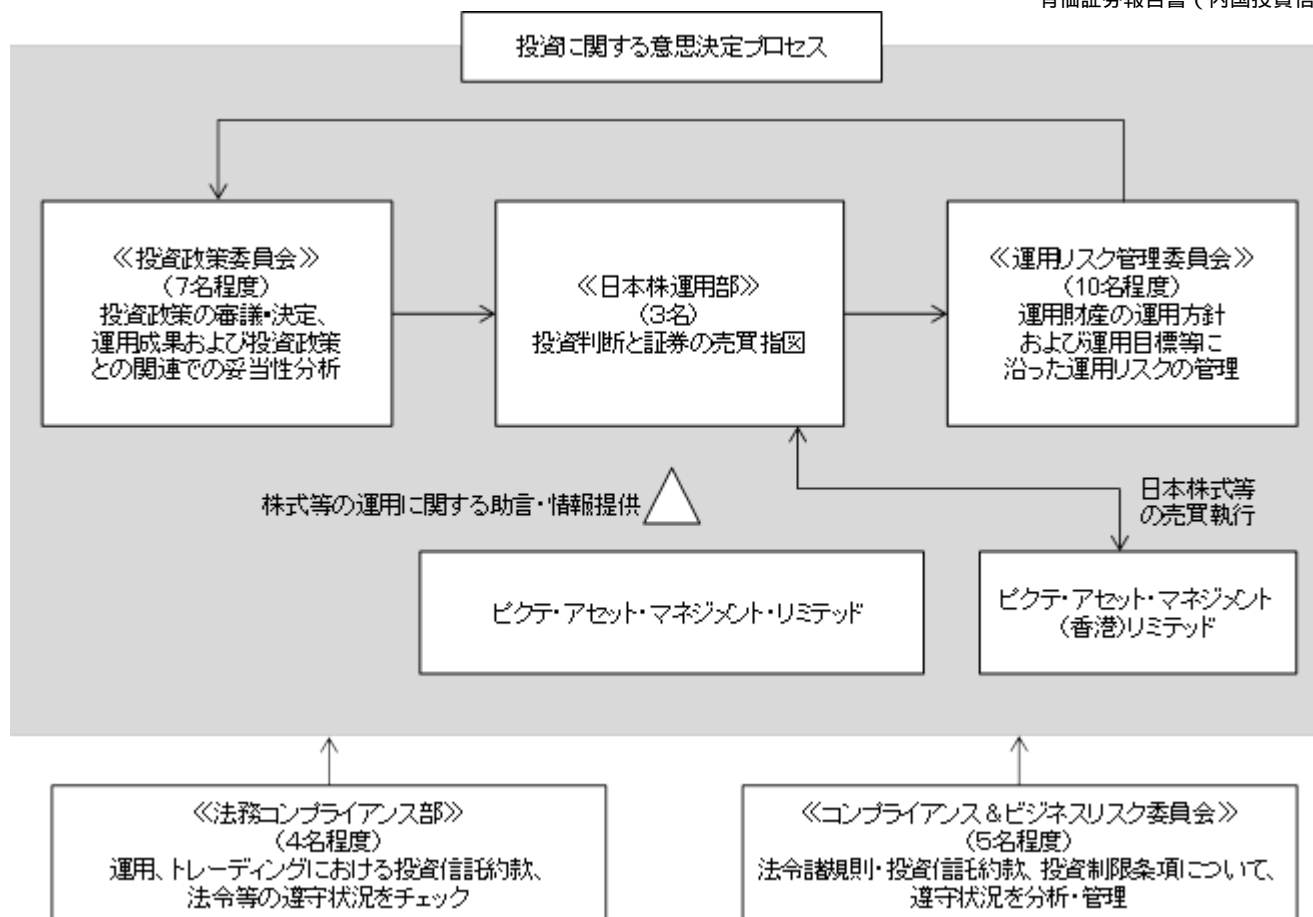 有価証券報告書（内国投資信
投資に関する意思決定プロセス
≪投資政策委員会≫
(7名程度)
投資政策の審議・決定、
運用成果および投資政策
との関連での妥当性分析
≪日本株運用部≫
(3名)
投資判断と証券の売買指図
≪運用リスク管理委員会≫
(10名程度)
運用財産の運用方針
および運用目標等に
沿った運用リスクの管理
株式等の運用に関する助言・情報提供
日本株式等
の売買執行
ピクテ・アセット・マネジメント・リミテッド
ピクテ・アセット・マネジメント
(香港)リミテッド
≪法務コンプライアンス部≫
(4名程度)
運用、トレーディングにおける投資信託約款、
法令等の遵守状況をチェック
≪コンプライアンス＆ビジネスリスク委員会≫
(5名程度)
法令諸規則・投資信託約款、投資制限条項について、
遵守状況を分析・管理